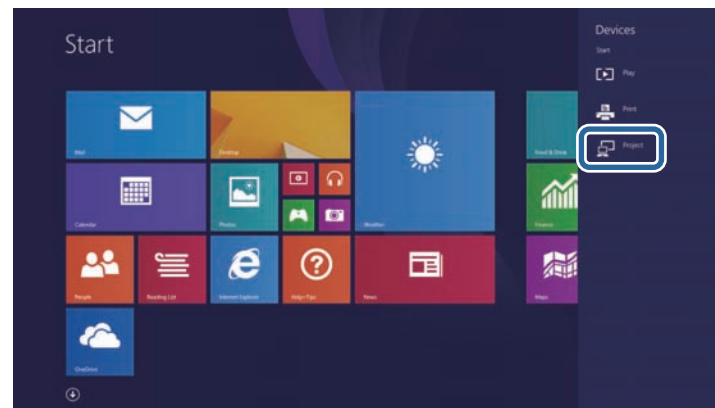 Start
Mail
Desktop
Calendar
Photos
Weather
People
Reading List
Internet Explorer
Help+Tips
News
OneDrive
Food & Drink
Finance
Maps
Devices
Start
Play
Print
Project